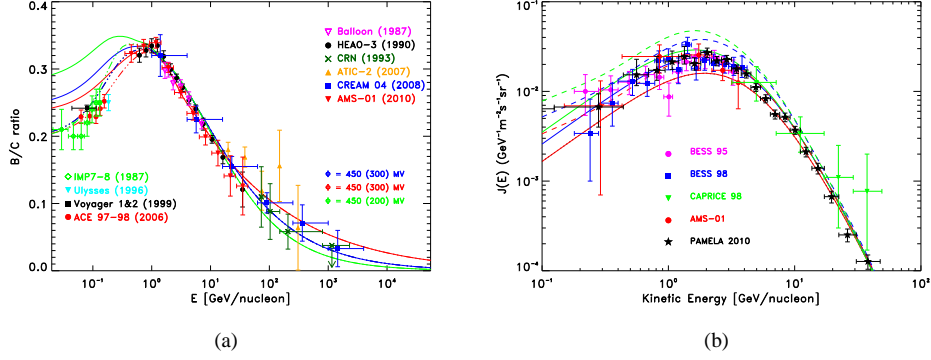 B/C ratio
0.4
0.3
0.2
0.1
0.0
Balloon (1987)
HEAO-3 (1990)
CRN (1993)
ATIC-2 (2007)
CREAM 04 (2008)
AMS-01 (2010)
IMP7-8 (1987)
Ulysses (1996)
Voyager 1&2 (1999)
ACE 97-98 (2006)
= 450 (300) MV
= 450 (300) MV
= 450 (200) MV
10⁻² 10⁻¹ 10⁰ 10¹ 10² 10³ 10⁴
E [GeV/nucleon]
(a)
J(E) (GeV⁻¹m⁻²s⁻¹sr⁻¹)
10⁻¹
10⁻²
10⁻³
10⁻⁴
BESS 95
BESS 98
CAPRICE 98
AMS-01
PAMELA 2010
10⁻¹ 10⁰ 10¹ 10²
Kinetic Energy [GeV/nucleon]
(b)